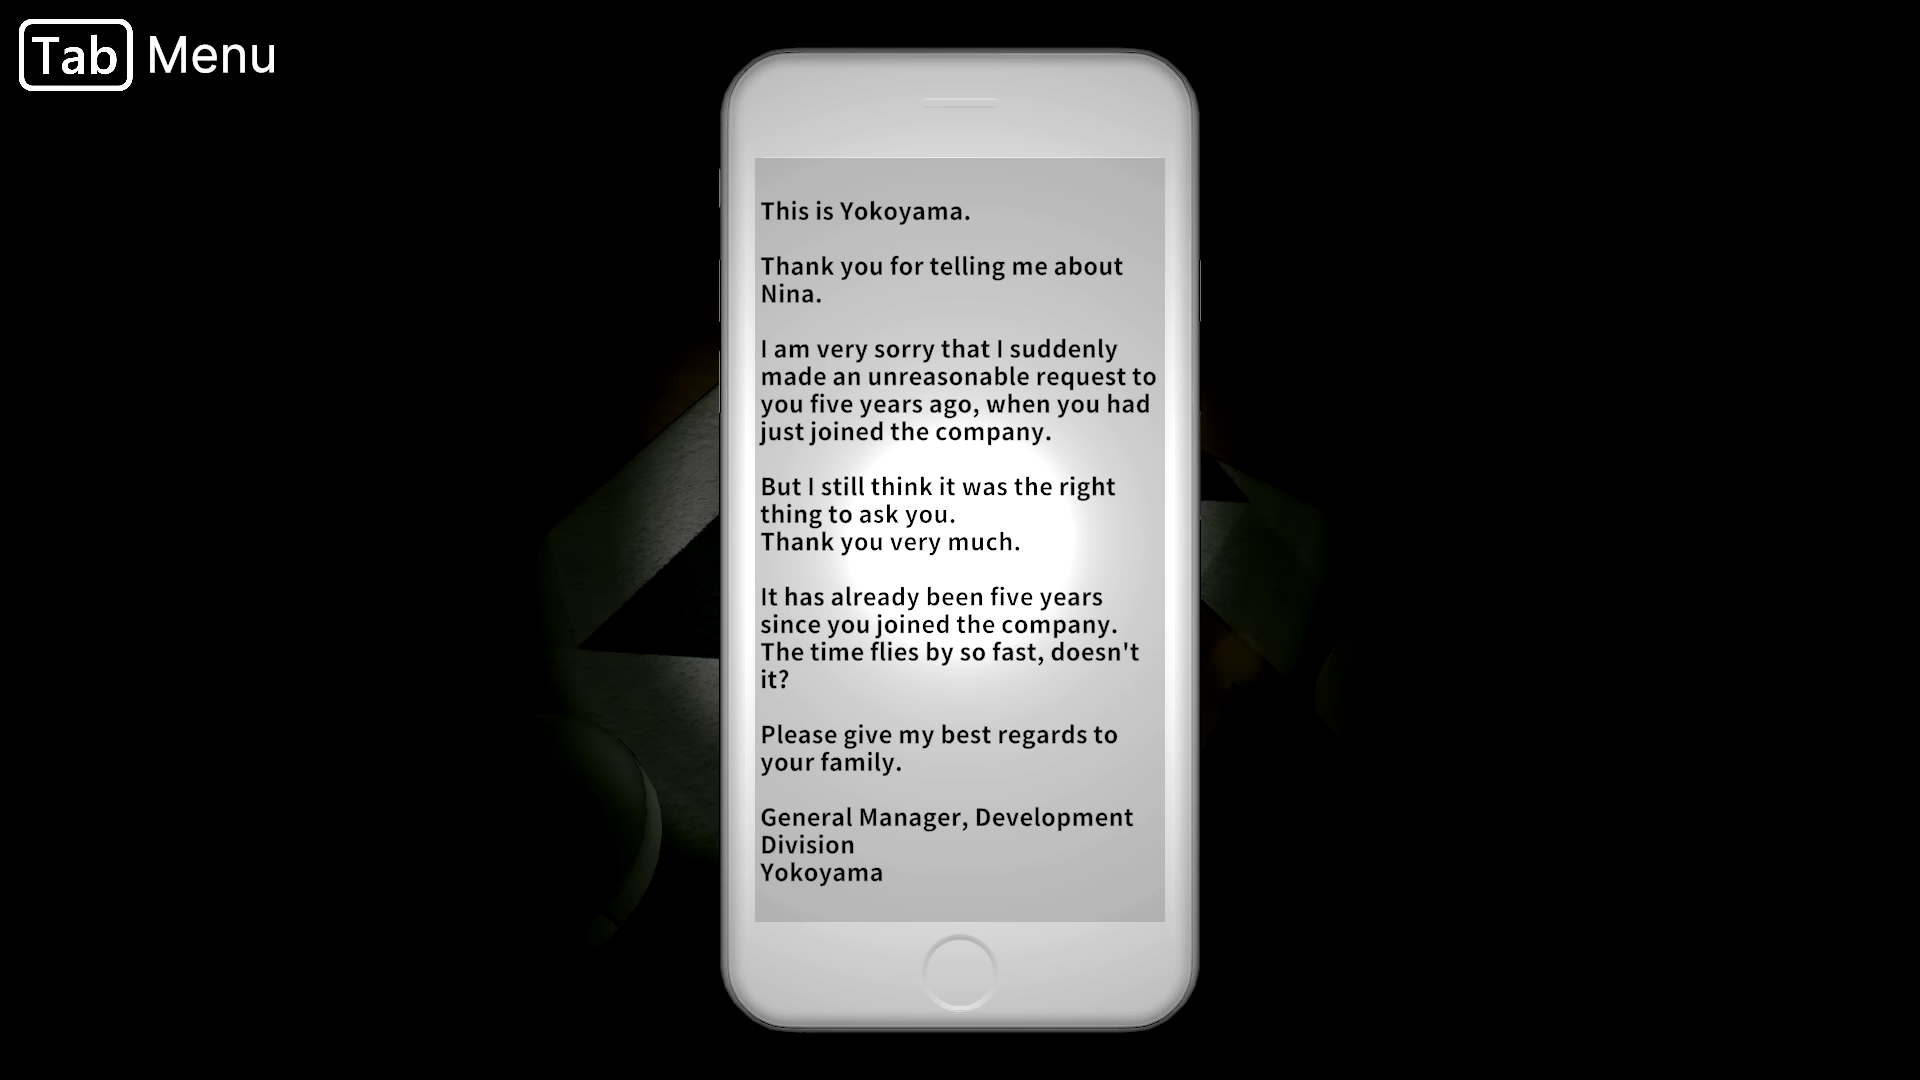 Tab Menu
This is Yokoyama.
Thank you for telling me about
Nina.
I am very sorry that I suddenly
made an unreasonable request to
you five years ago, when you had
just joined the company.
But I still think it was the right
thing to ask you.
Thank you very much.
It has already been five years
since you joined the company.
The time flies by so fast, doesn't
it?
Please give my best regards to
your family.
General Manager, Development
Division
Yokoyama